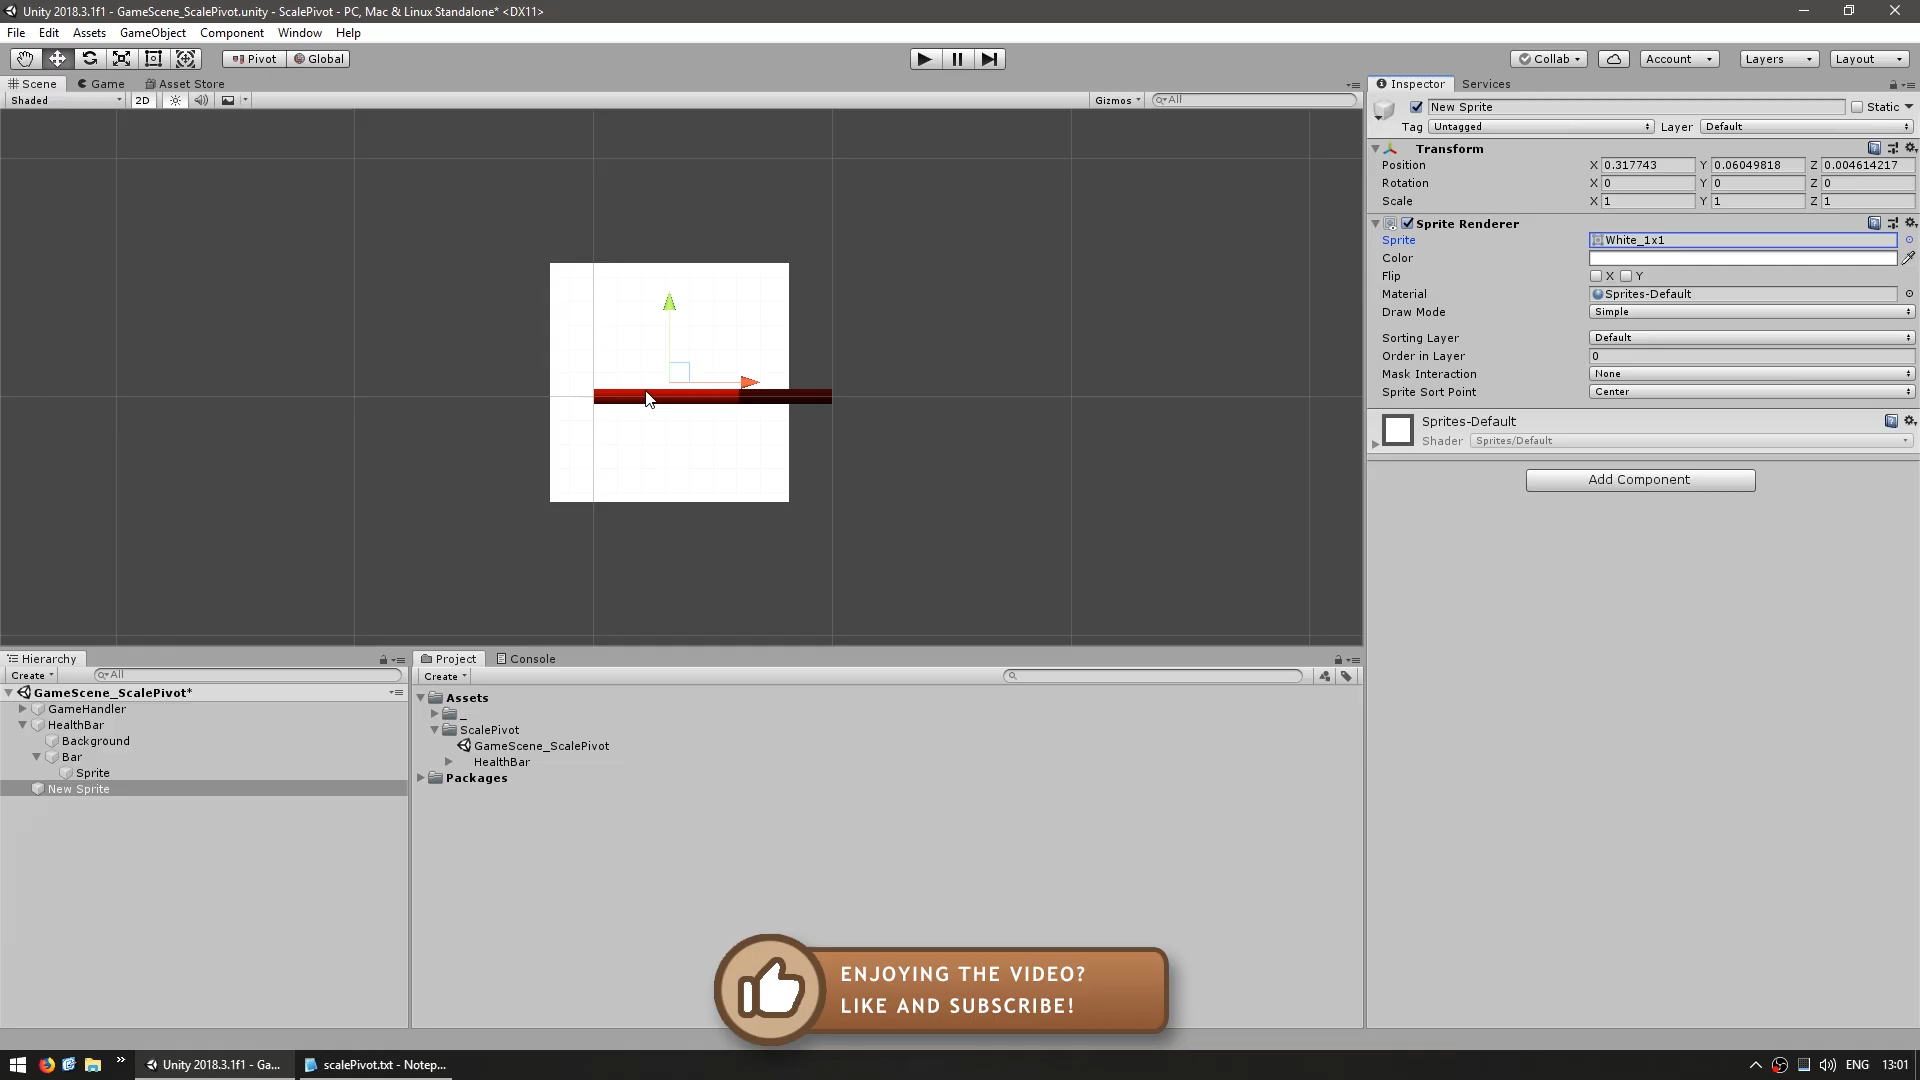 Unity 2018.3.1f1 - GameScene_ScalePivot.unity - ScalePivot - PC, Mac & Linux Standalone* <DX11>
File Edit Assets GameObject Component Window Help
Pivot Global Collab Account Layers Layout
Scene Game Asset Store
Shaded 2D Gizmos All
Inspector Services
New Sprite Static
Tag Untagged Layer Default
Transform
Position X 0.317743 Y 0.06049818 Z 0.004614217
Rotation X 0 Y 0 Z 0
Scale X 1 Y 1 Z 1
Sprite Renderer
Sprite White_1x1
Color
Flip X Y
Material Sprites-Default
Draw Mode Simple
Sorting Layer Default
Order in Layer 0
Mask Interaction None
Sprite Sort Point Center
Sprites-Default
Shader Sprites/Default
Add Component
Hierarchy
Create All
GameScene_ScalePivot*
GameHandler
HealthBar
Background
Bar
Sprite
New Sprite
Project Console
Create
Assets
_
ScalePivot
GameScene_ScalePivot
HealthBar
Packages
ENJOYING THE VIDEO?
LIKE AND SUBSCRIBE!
Unity 2018.3.1f1 - Ga... scalePivot.txt - Notep... ENG 13:01